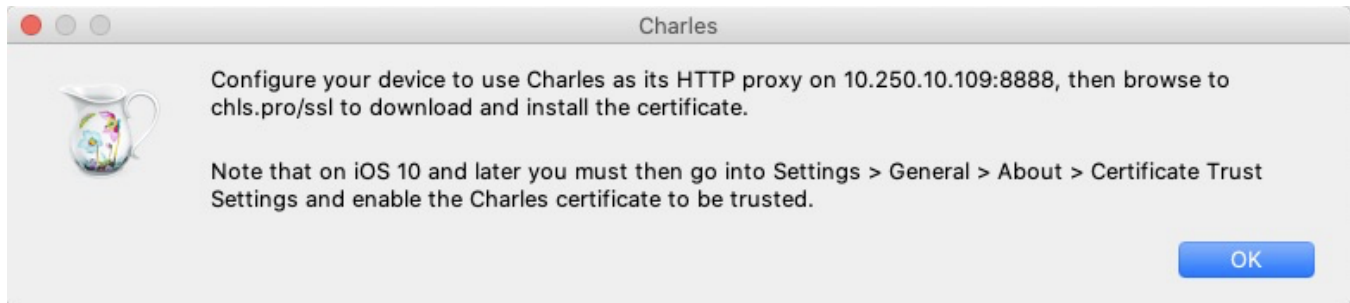 Charles
Configure your device to use Charles as its HTTP proxy on 10.250.10.109:8888, then browse to
chls.pro/ssl to download and install the certificate.
Note that on iOS 10 and later you must then go into Settings > General > About > Certificate Trust
Settings and enable the Charles certificate to be trusted.
OK